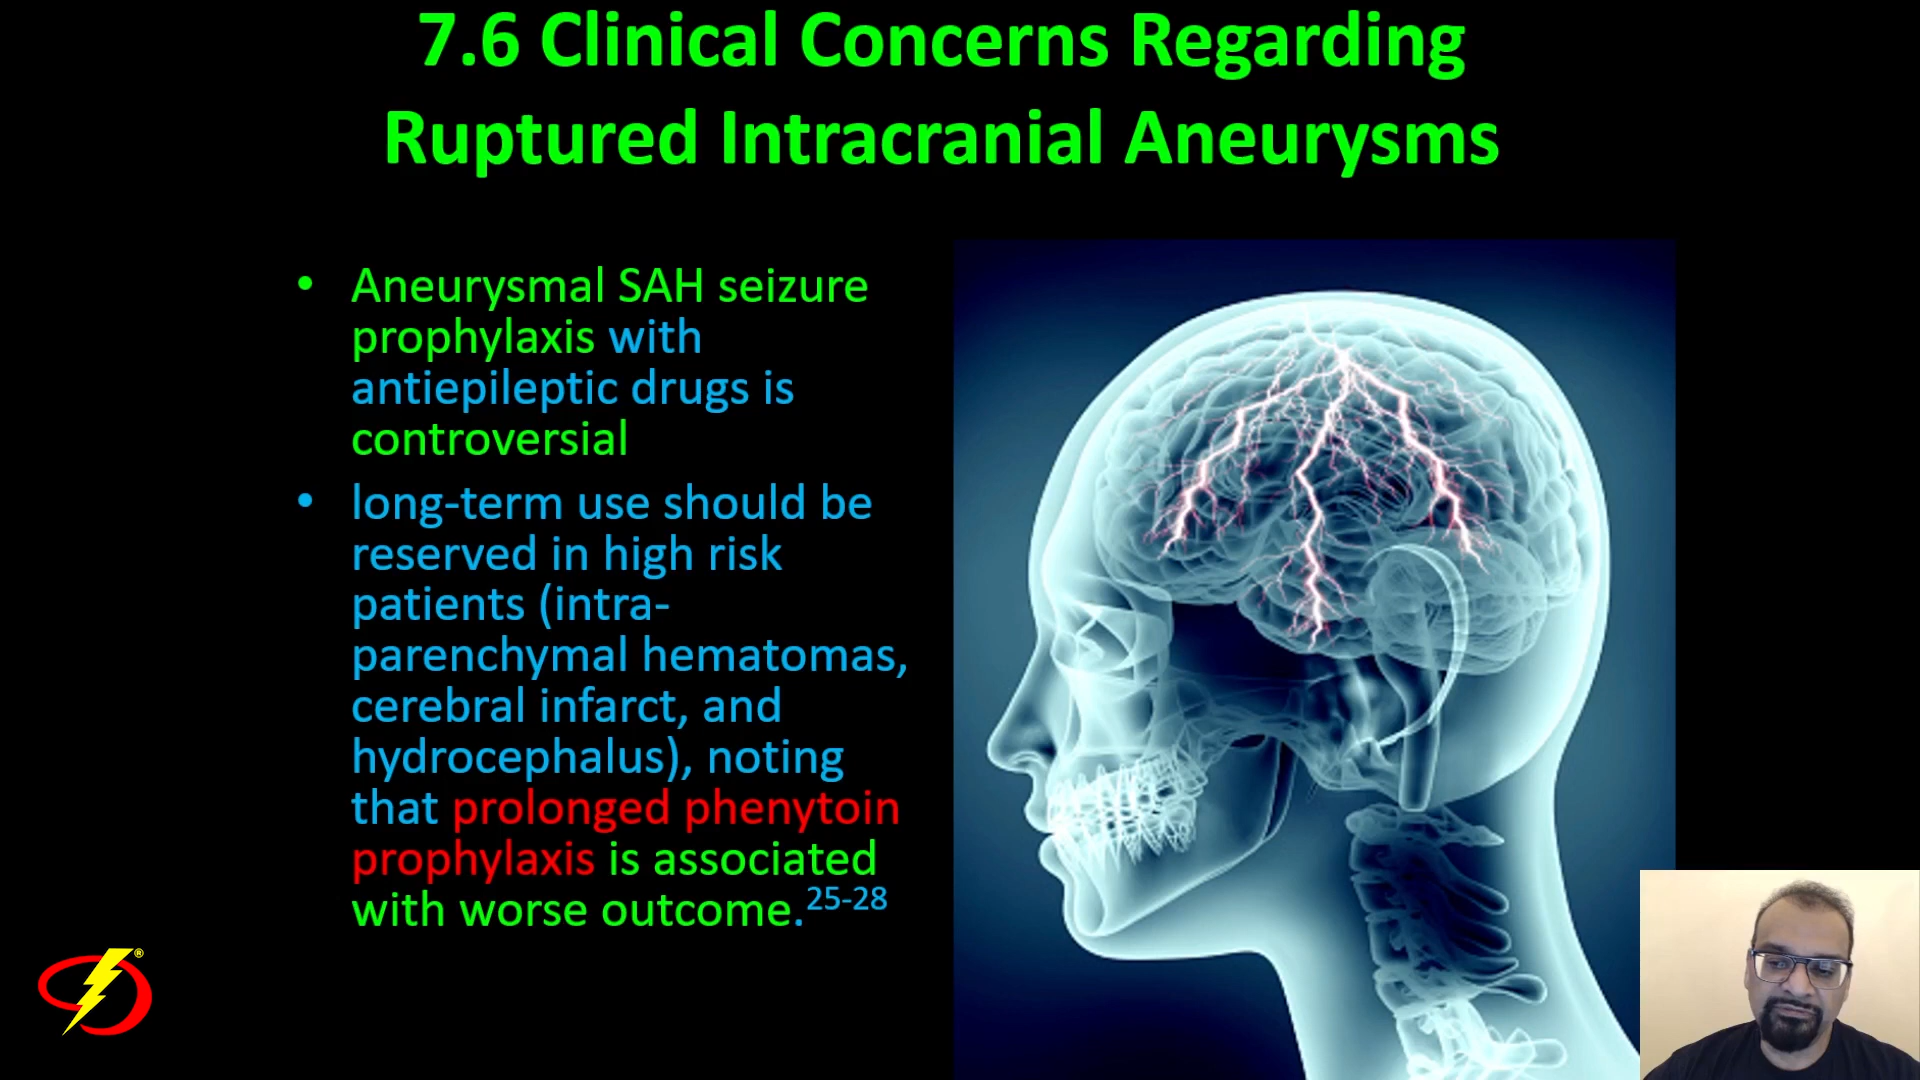 7.6 Clinical Concerns Regarding
Ruptured Intracranial Aneurysms
• Aneurysmal SAH seizure
prophylaxis with
antiepileptic drugs is
controversial
• long-term use should be
reserved in high risk
patients (intra-
parenchymal hematomas,
cerebral infarct, and
hydrocephalus), noting
that prolonged phenytoin
prophylaxis is associated
with worse outcome.25-28
®